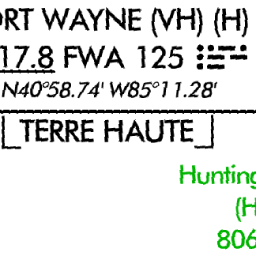 ORT WAYNE (VH) (H)
17.8 FWA 125
N40°58.74' W85°11.28'
TERRE HAUTE
Hunting
(H
806